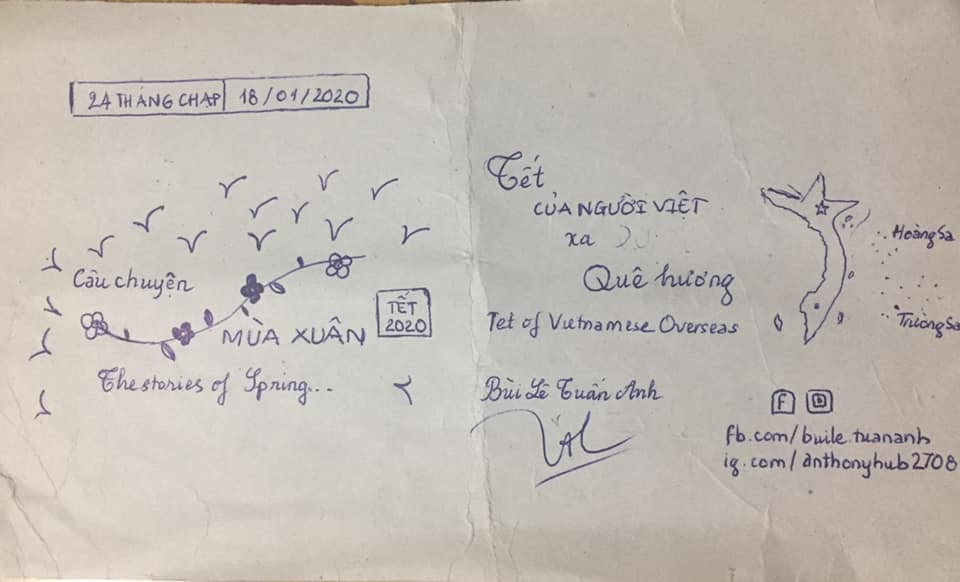 24 THÁNG CHẠP 18/01/2020
Câu chuyện
MÙA XUÂN
TẾT
2020
The stories of Spring...
Tết
CỦA NGƯỜI VIỆT
xa
Quê hương
Tet of Vietnamese Overseas
Bùi Lê Tuấn Anh
Hoàng Sa
Trường Sa
F
fb.com/buile.tuananh
ig.com/anthonyhub2708